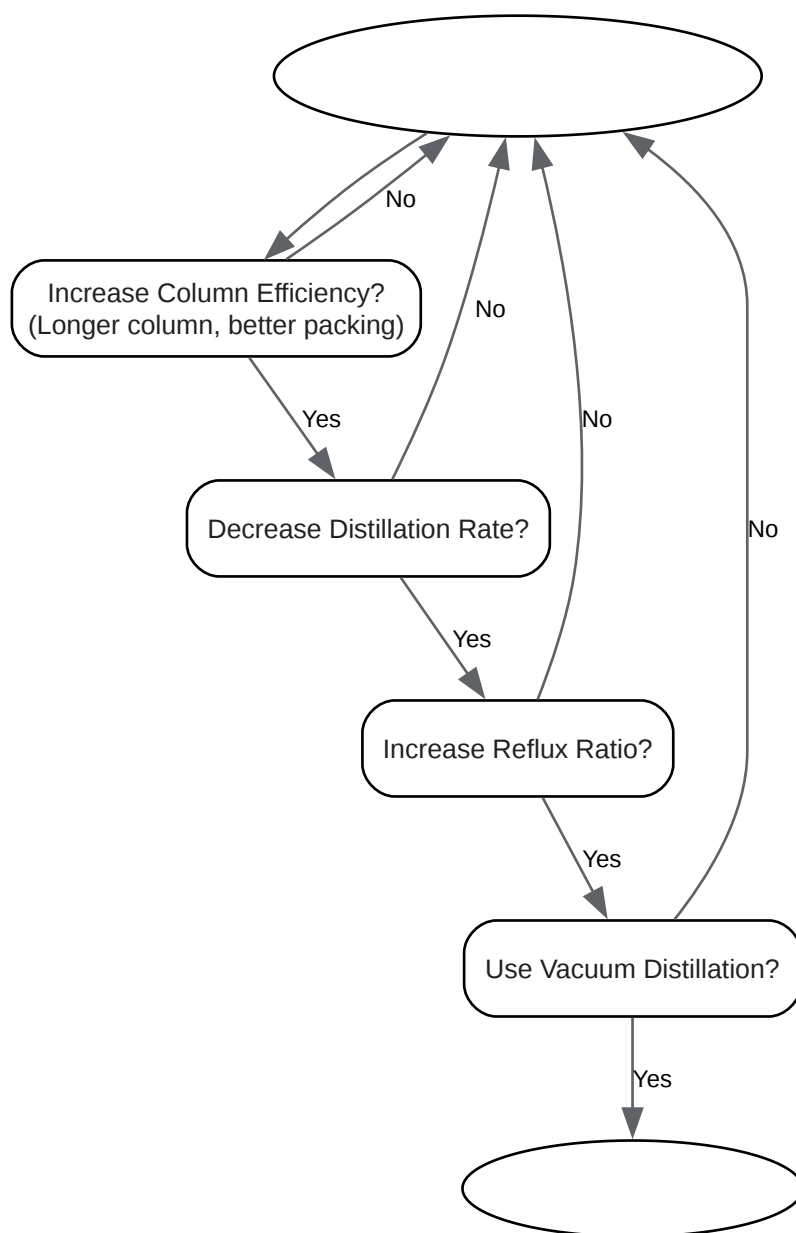 No
Increase Column Efficiency?
(Longer column, better packing)
No
Yes
No
Decrease Distillation Rate?
No
Yes
Increase Reflux Ratio?
Yes
Use Vacuum Distillation?
Yes